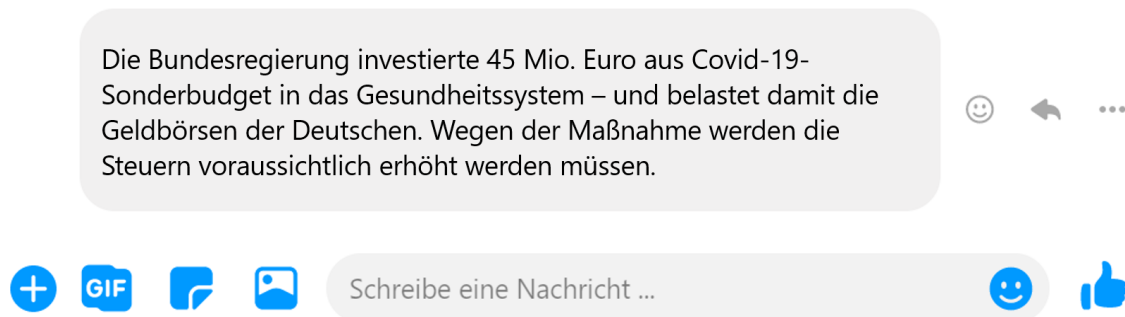 Die Bundesregierung investierte 45 Mio. Euro aus Covid-19-
Sonderbudget in das Gesundheitssystem – und belastet damit die
Geldbörsen der Deutschen. Wegen der Maßnahme werden die
Steuern voraussichtlich erhöht werden müssen.
GIF
Schreibe eine Nachricht ...